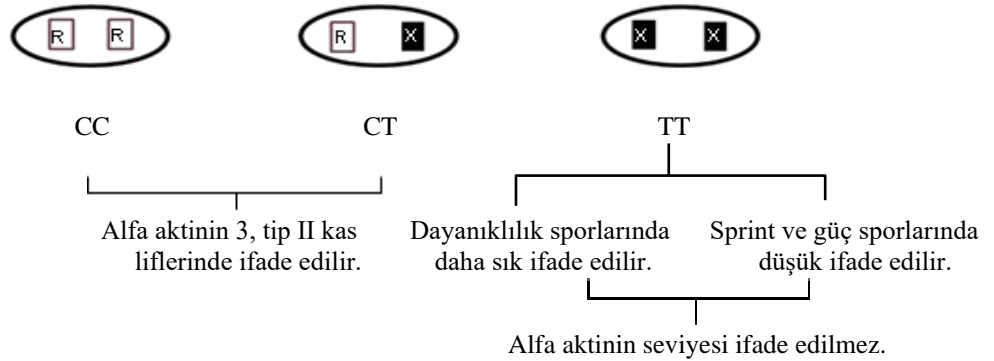 R R R X X X
CC CT TT
Alfa aktinin 3, tip II kas
liflerinde ifade edilir.
Dayanıklılık sporlarında
daha sık ifade edilir.
Sprint ve güç sporlarında
düşük ifade edilir.
Alfa aktinin seviyesi ifade edilmez.